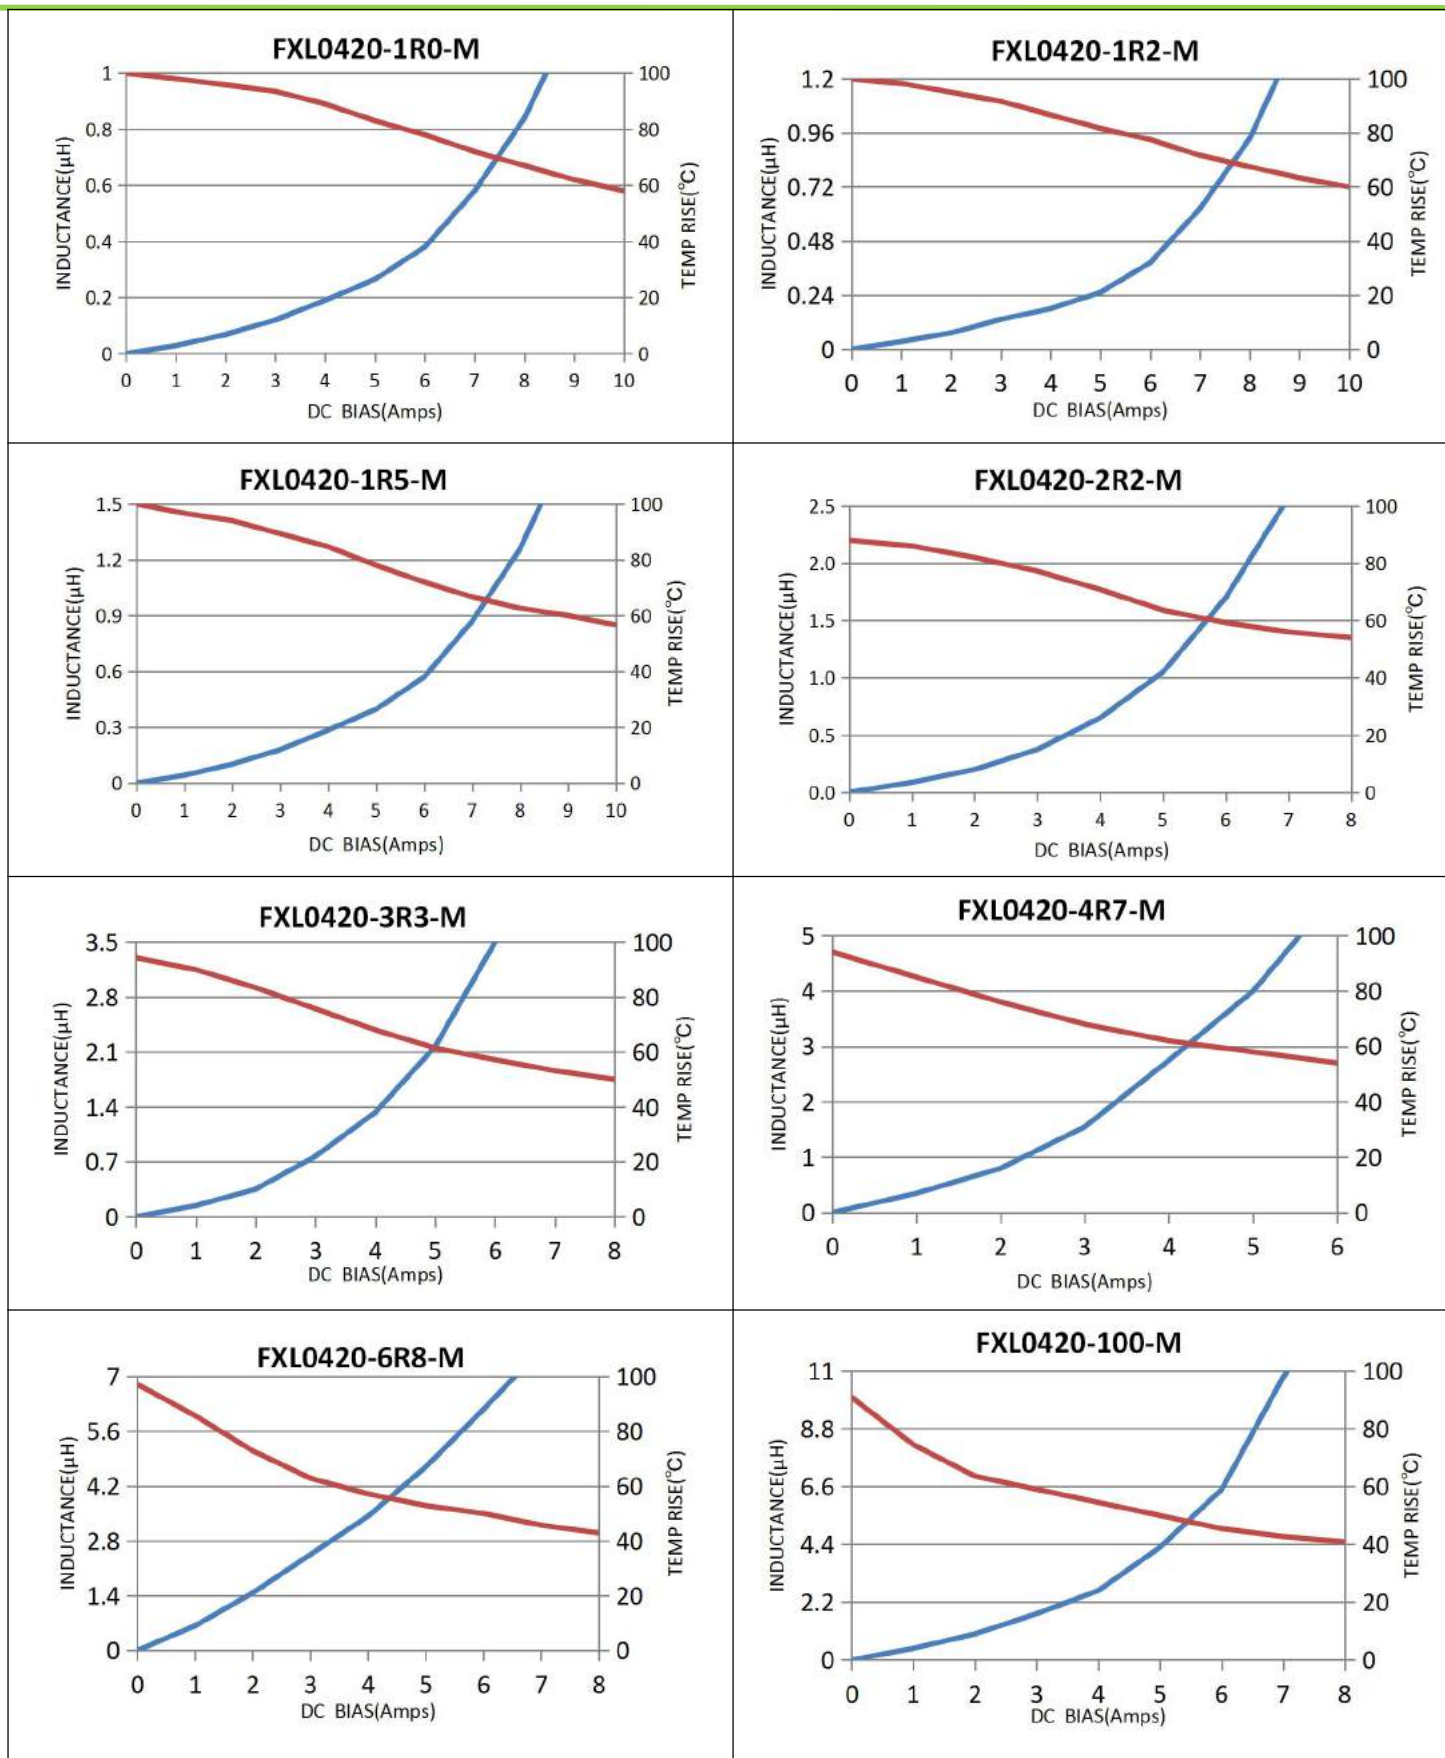 FXL0420-1R0-M
1 100
0.8 80
0.6 60
0.4 40
0.2 20
0 0
INDUCTANCE(μH)
TEMP RISE(℃)
0 1 2 3 4 5 6 7 8 9 10
DC BIAS(Amps)
FXL0420-1R2-M
1.2 100
0.96 80
0.72 60
0.48 40
0.24 20
0 0
INDUCTANCE(μH)
TEMP RISE(℃)
0 1 2 3 4 5 6 7 8 9 10
DC BIAS(Amps)
FXL0420-1R5-M
1.5 100
1.2 80
0.9 60
0.6 40
0.3 20
0 0
INDUCTANCE(μH)
TEMP RISE(℃)
0 1 2 3 4 5 6 7 8 9 10
DC BIAS(Amps)
FXL0420-2R2-M
2.5 100
2.0 80
1.5 60
1.0 40
0.5 20
0.0 0
INDUCTANCE(μH)
TEMP RISE(℃)
0 1 2 3 4 5 6 7 8
DC BIAS(Amps)
FXL0420-3R3-M
3.5 100
2.8 80
2.1 60
1.4 40
0.7 20
0 0
INDUCTANCE(μH)
TEMP RISE(℃)
0 1 2 3 4 5 6 7 8
DC BIAS(Amps)
FXL0420-4R7-M
5 100
4 80
3 60
2 40
1 20
0 0
INDUCTANCE(μH)
TEMP RISE(℃)
0 1 2 3 4 5 6
DC BIAS(Amps)
FXL0420-6R8-M
7 100
5.6 80
4.2 60
2.8 40
1.4 20
0 0
INDUCTANCE(μH)
TEMP RISE(℃)
0 1 2 3 4 5 6 7 8
DC BIAS(Amps)
FXL0420-100-M
11 100
8.8 80
6.6 60
4.4 40
2.2 20
0 0
INDUCTANCE(μH)
TEMP RISE(℃)
0 1 2 3 4 5 6 7 8
DC BIAS(Amps)